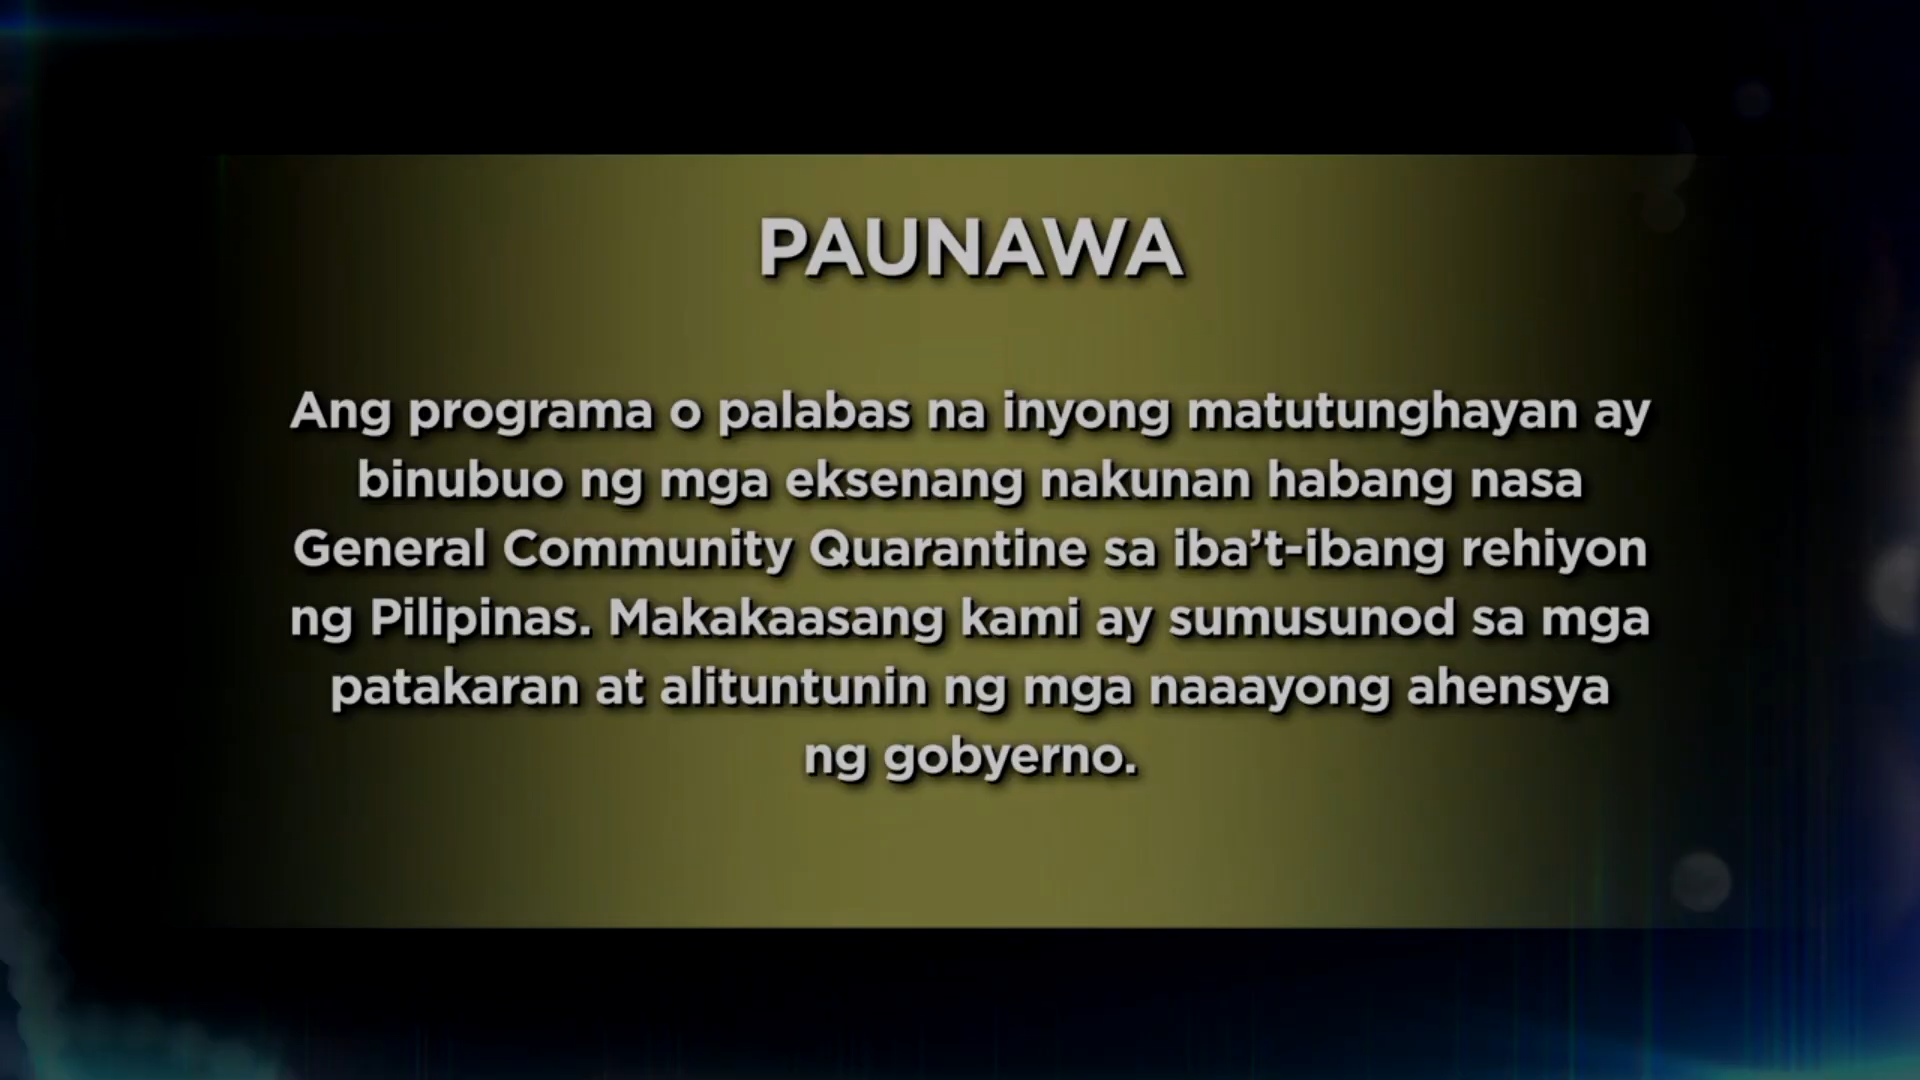 PAUNAWA
Ang programa o palabas na inyong matutunghayan ay
binubuo ng mga eksenang nakunan habang nasa
General Community Quarantine sa iba’t-ibang rehiyon
ng Pilipinas. Makakaasang kami ay sumusunod sa mga
patakaran at alituntunin ng mga naaayong ahensya
ng gobyerno.